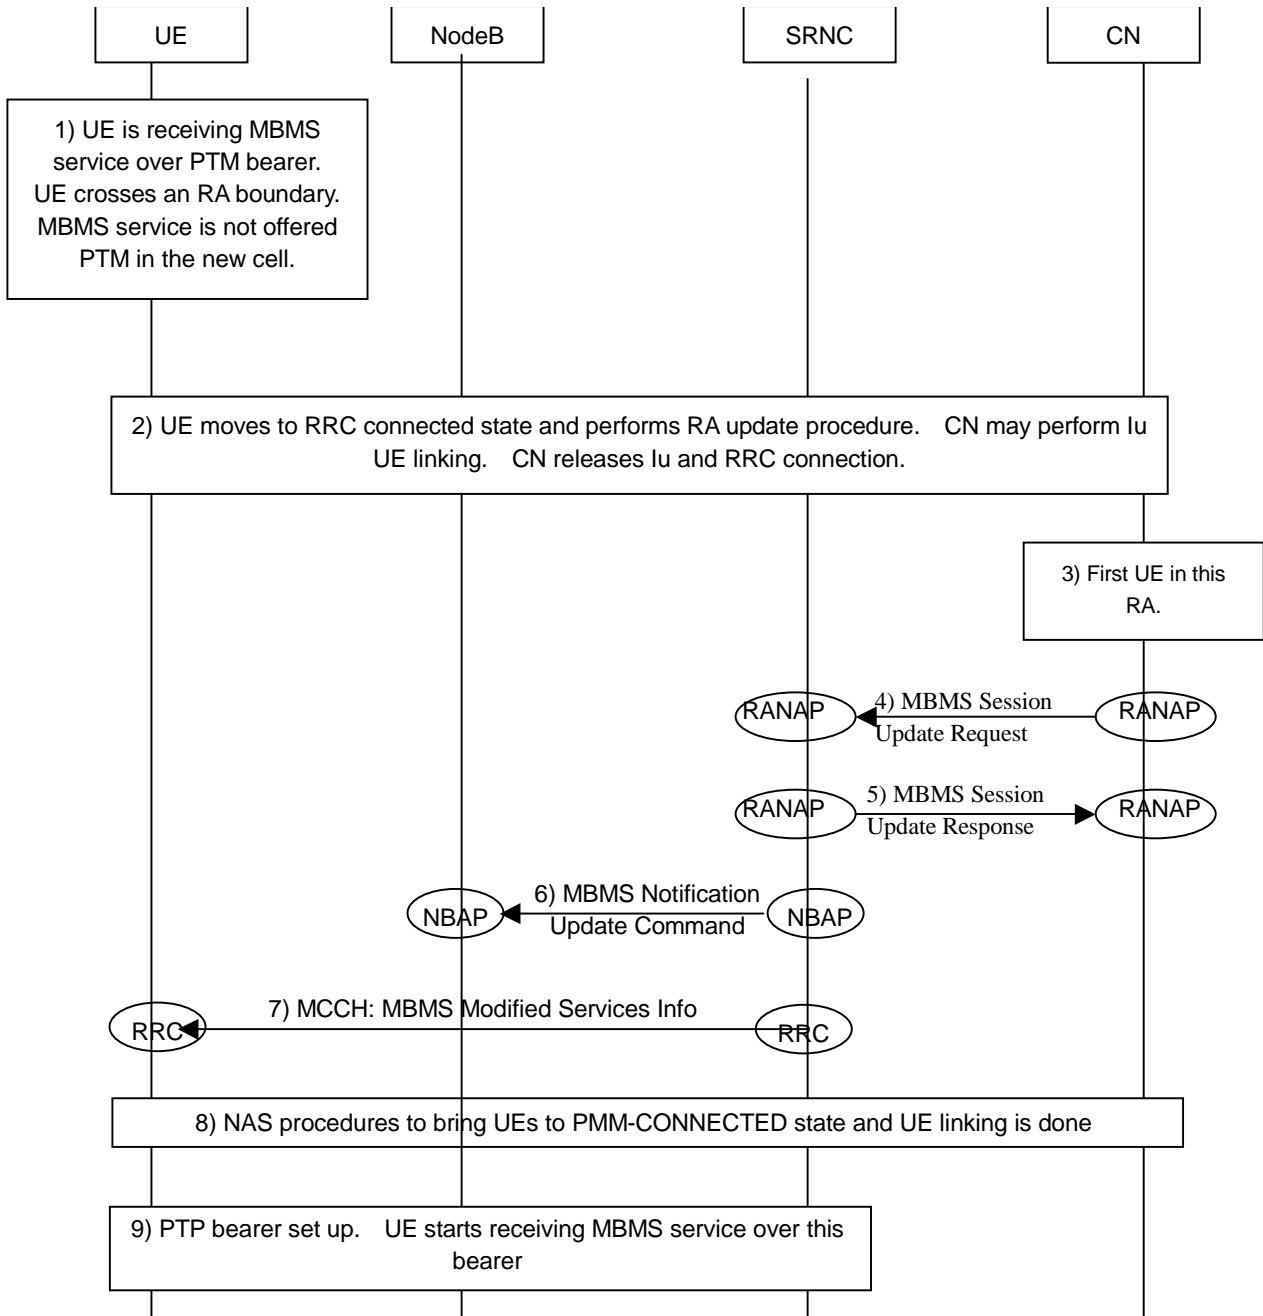 UE
NodeB
SRNC
CN
1) UE is receiving MBMS
service over PTM bearer.
UE crosses an RA boundary.
MBMS service is not offered
PTM in the new cell.
2) UE moves to RRC connected state and performs RA update procedure. CN may perform Iu
UE linking. CN releases Iu and RRC connection.
3) First UE in this
RA.
RANAP
4) MBMS Session
Update Request
RANAP
RANAP
5) MBMS Session
Update Response
RANAP
NBAP
6) MBMS Notification
Update Command
NBAP
RRC
7) MCCH: MBMS Modified Services Info
RRC
8) NAS procedures to bring UEs to PMM-CONNECTED state and UE linking is done
9) PTP bearer set up. UE starts receiving MBMS service over this
bearer